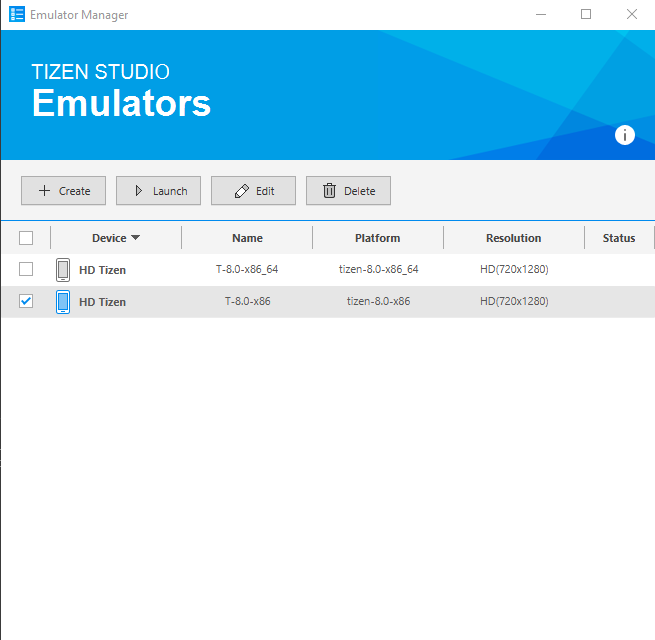 Emulator Manager
TIZEN STUDIO
Emulators
Create Launch Edit Delete
Device Name Platform Resolution Status
HD Tizen T-8.0-x86_64 tizen-8.0-x86_64 HD(720x1280)
HD Tizen T-8.0-x86 tizen-8.0-x86 HD(720x1280)